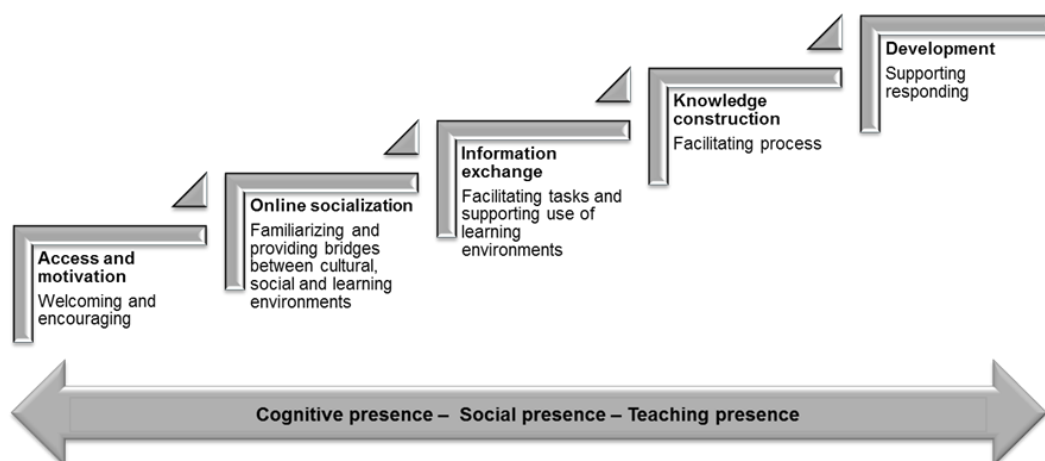 Access and
motivation
Welcoming and
encouraging
Online socialization
Familiarizing and
providing bridges
between cultural,
social and learning
environments
Information
exchange
Facilitating tasks and
supporting use of
learning
environments
Knowledge
construction
Facilitating process
Development
Supporting
responding
Cognitive presence – Social presence – Teaching presence